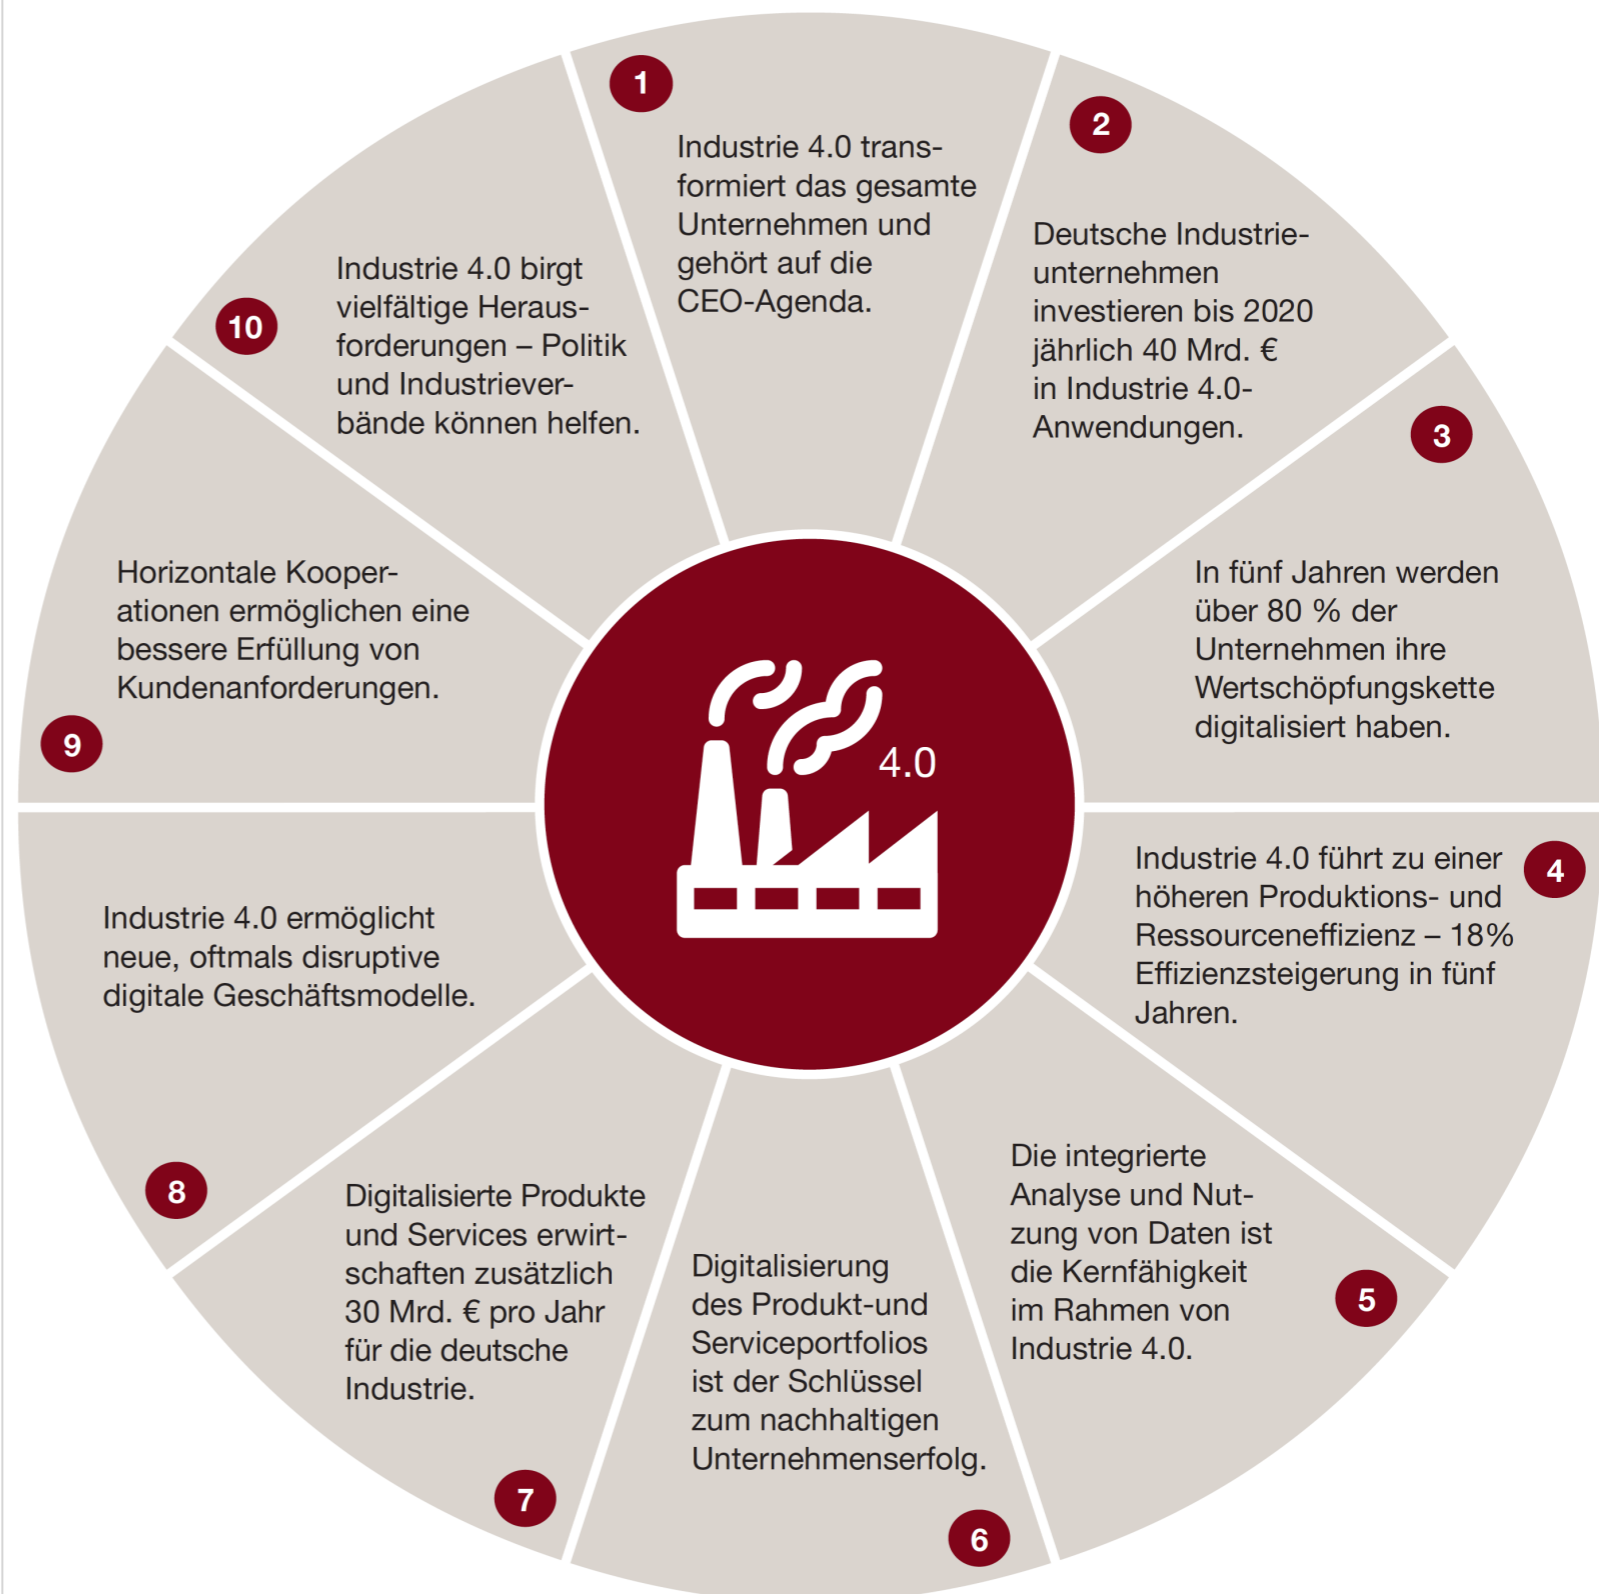 1
Industrie 4.0 trans-
formiert das gesamte
Unternehmen und
gehört auf die
CEO-Agenda.
2
Deutsche Industrie-
unternehmen
investieren bis 2020
jährlich 40 Mrd. €
in Industrie 4.0-
Anwendungen.
3
In fünf Jahren werden
über 80 % der
Unternehmen ihre
Wertschöpfungskette
digitalisiert haben.
4
Industrie 4.0 führt zu einer
höheren Produktions- und
Ressourceneffizienz – 18%
Effizienzsteigerung in fünf
Jahren.
5
Die integrierte
Analyse und Nut-
zung von Daten ist
die Kernfähigkeit
im Rahmen von
Industrie 4.0.
6
Digitalisierung
des Produkt-und
Serviceportfolios
ist der Schlüssel
zum nachhaltigen
Unternehmenserfolg.
7
Digitalisierte Produkte
und Services erwirt-
schaften zusätzlich
30 Mrd. € pro Jahr
für die deutsche
Industrie.
8
Industrie 4.0 ermöglicht
neue, oftmals disruptive
digitale Geschäftsmodelle.
9
Horizontale Kooper-
ationen ermöglichen eine
bessere Erfüllung von
Kundenanforderungen.
10
Industrie 4.0 birgt
vielfältige Heraus-
forderungen – Politik
und Industriever-
bände können helfen.
4.0